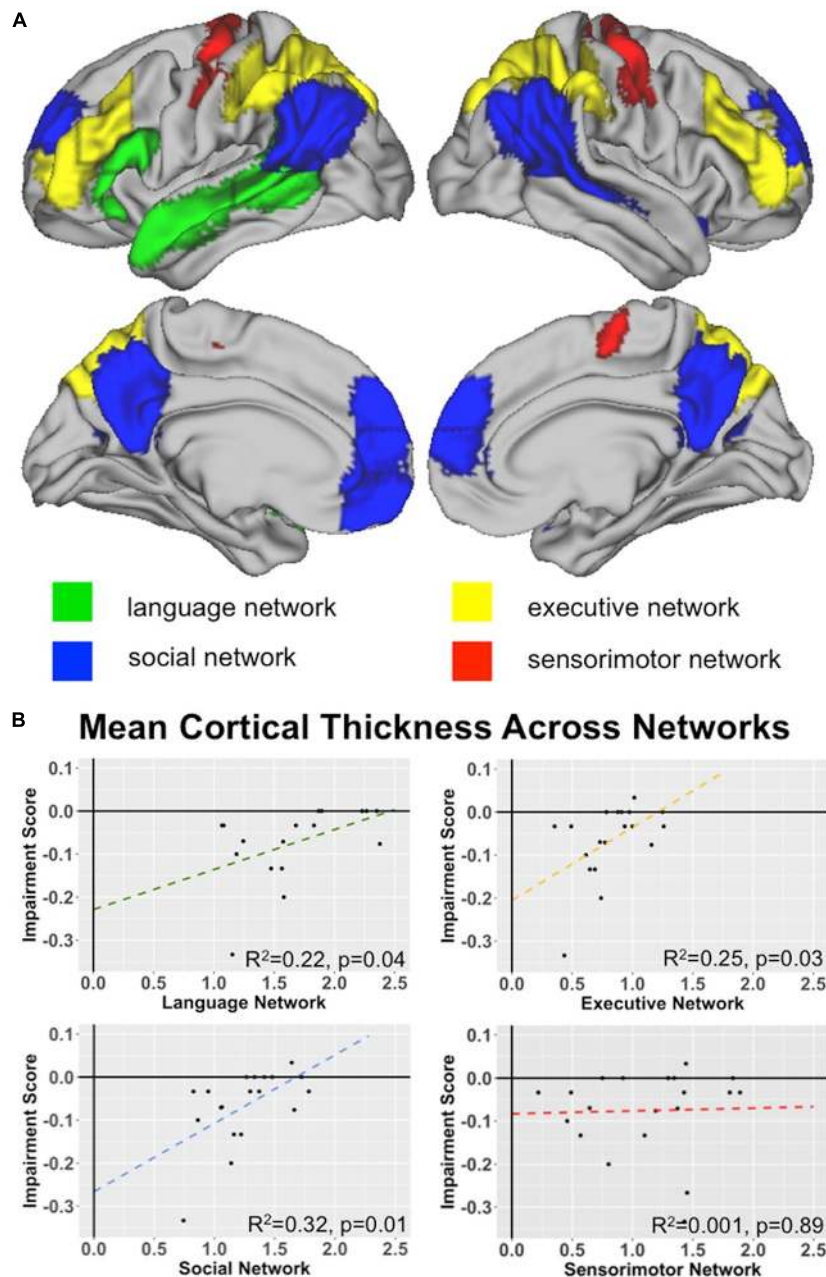 A
language network
executive network
social network
sensorimotor network
B
Mean Cortical Thickness Across Networks
Impairment Score
0.1
0.0
-0.1
-0.2
-0.3
R²=0.22, p=0.04
0.0 0.5 1.0 1.5 2.0 2.5
Language Network
Impairment Score
0.1
0.0
-0.1
-0.2
-0.3
R²=0.25, p=0.03
0.0 0.5 1.0 1.5 2.0 2.5
Executive Network
Impairment Score
0.1
0.0
-0.1
-0.2
-0.3
R²=0.32, p=0.01
0.0 0.5 1.0 1.5 2.0 2.5
Social Network
Impairment Score
0.1
0.0
-0.1
-0.2
-0.3
R²=0.001, p=0.89
0.0 0.5 1.0 1.5 2.0 2.5
Sensorimotor Network